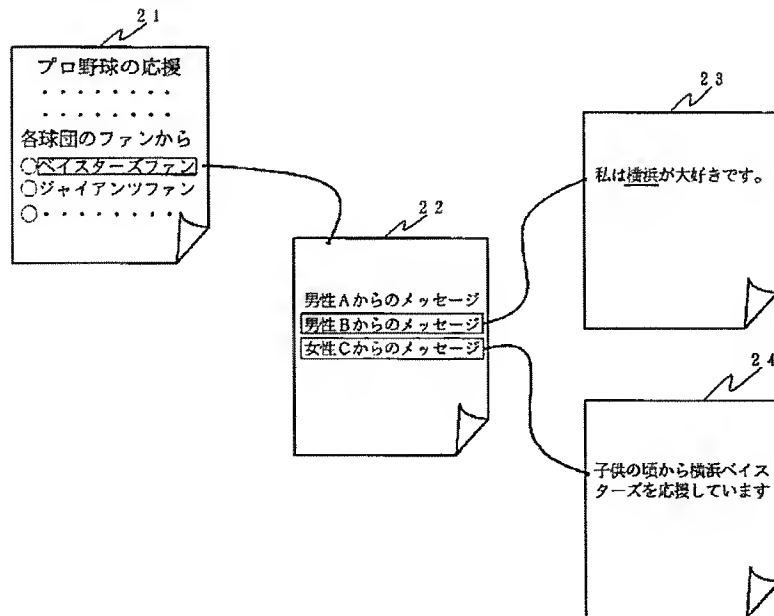 21
プロ野球の応援
・・・・・・・・
・・・・・・・・
各球団のファンから
○ベイスターズファン
○ジャイアンツファン
○・・・・・・・・
22
男性Aからのメッセージ
男性Bからのメッセージ
女性Cからのメッセージ
23
私は横浜が大好きです。
24
子供の頃から横浜ベイス
ターズを応援しています